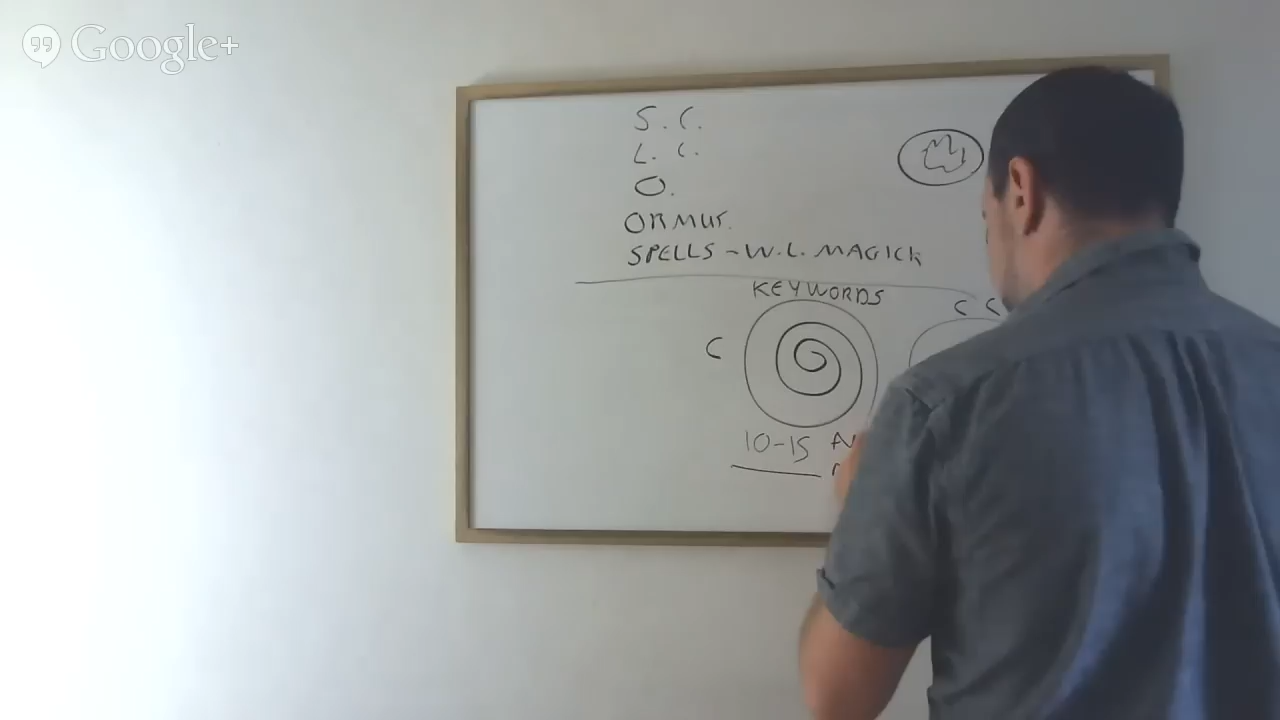 Google+
S. C.
L. C.
O.
ORMUS.
SPELLS - W.L. MAGICK
KEYWORDS
C C
C
10-15